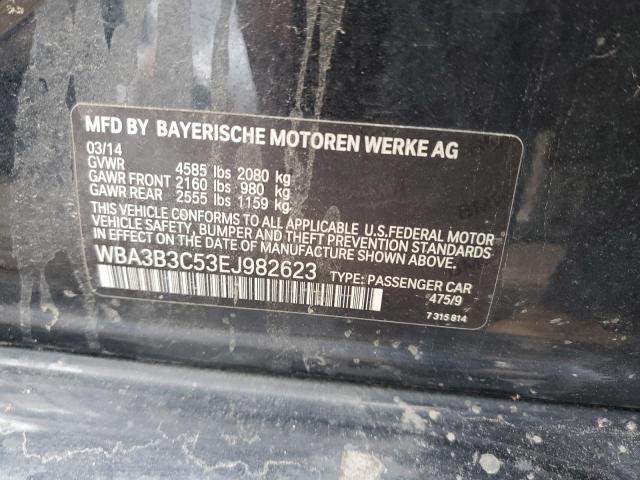 MFD BY BAYERISCHE MOTOREN WERKE AG
03/14
GVWR 4585 lbs 2080 kg
GAWR FRONT 2160 lbs 980 kg
GAWR REAR 2555 lbs 1159 kg
THIS VEHICLE CONFORMS TO ALL APPLICABLE U.S.FEDERAL MOTOR
VEHICLE SAFETY, BUMPER AND THEFT PREVENTION STANDARDS
IN EFFECT ON THE DATE OF MANUFACTURE SHOWN ABOVE.
WBA3B3C53EJ982623
TYPE: PASSENGER CAR
475/9
7 315 814